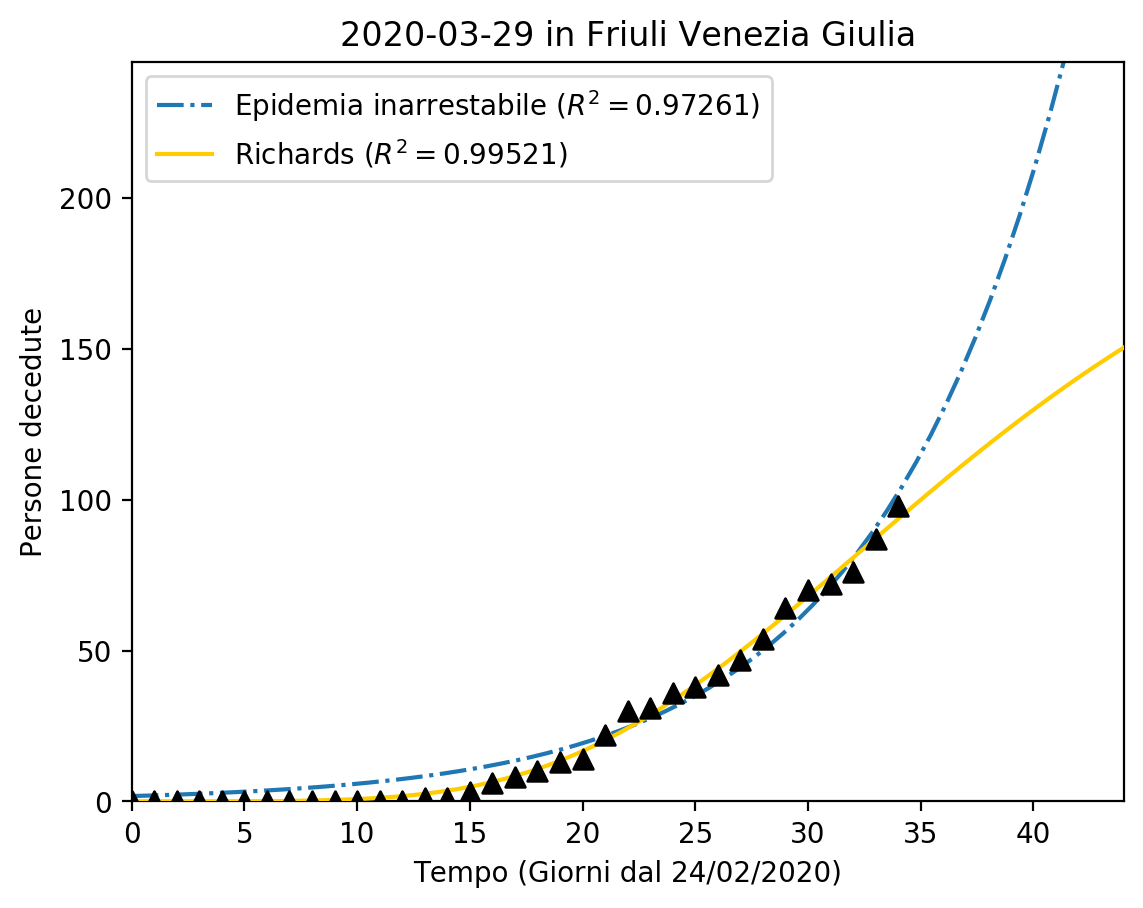 2020-03-29 in Friuli Venezia Giulia
Epidemia inarrestabile (R² = 0.97261)
Richards (R² = 0.99521)
Persone decedute
200
150
100
50
0
0 5 10 15 20 25 30 35 40
Tempo (Giorni dal 24/02/2020)